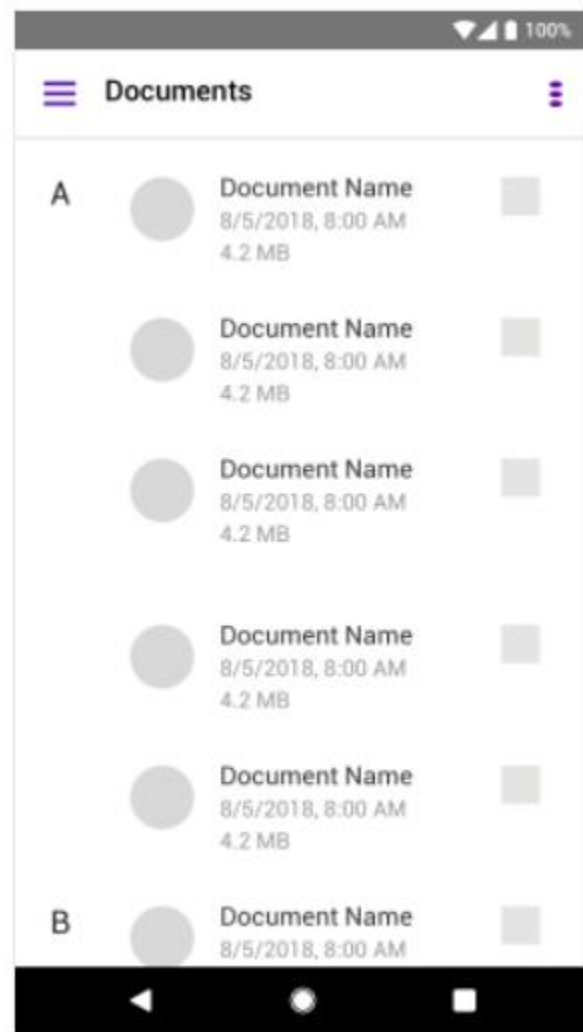 100%
Documents
A
Document Name
8/5/2018, 8:00 AM
4.2 MB
Document Name
8/5/2018, 8:00 AM
4.2 MB
Document Name
8/5/2018, 8:00 AM
4.2 MB
Document Name
8/5/2018, 8:00 AM
4.2 MB
Document Name
8/5/2018, 8:00 AM
4.2 MB
B
Document Name
8/5/2018, 8:00 AM